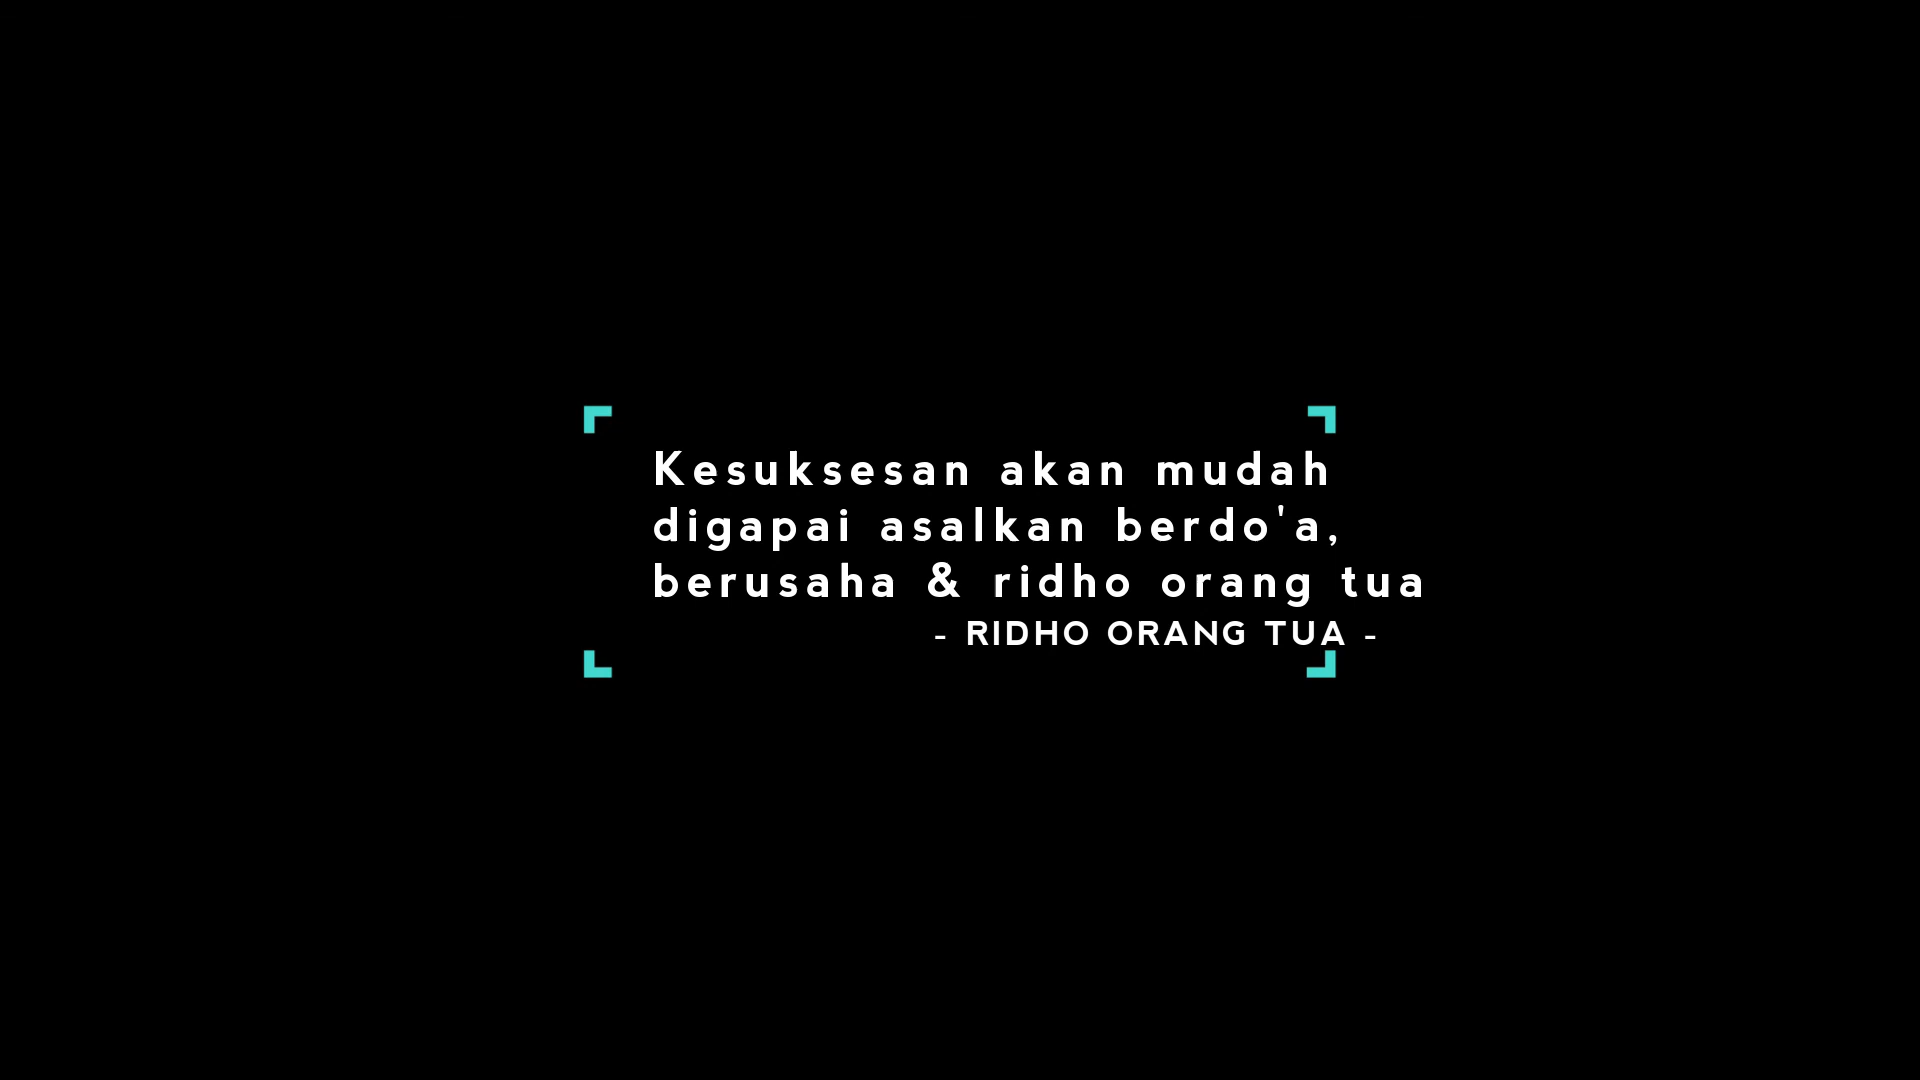 Kesuksesan akan mudah
digapai asalkan berdo'a,
berusaha & ridho orang tua
- RIDHO ORANG TUA -